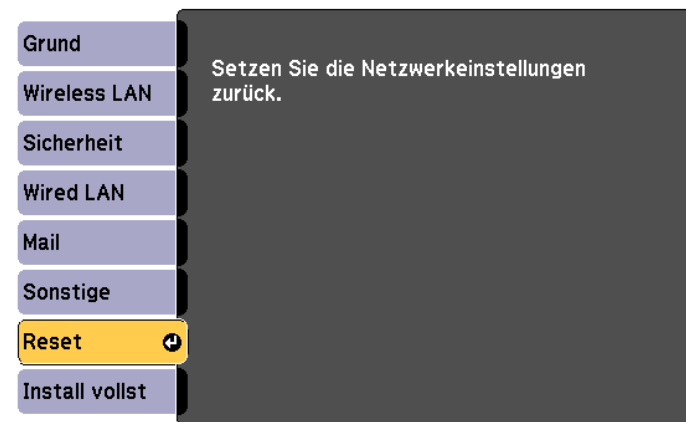 Grund
Wireless LAN
Sicherheit
Wired LAN
Mail
Sonstige
Reset
Install vollst
Setzen Sie die Netzwerkeinstellungen
zurück.